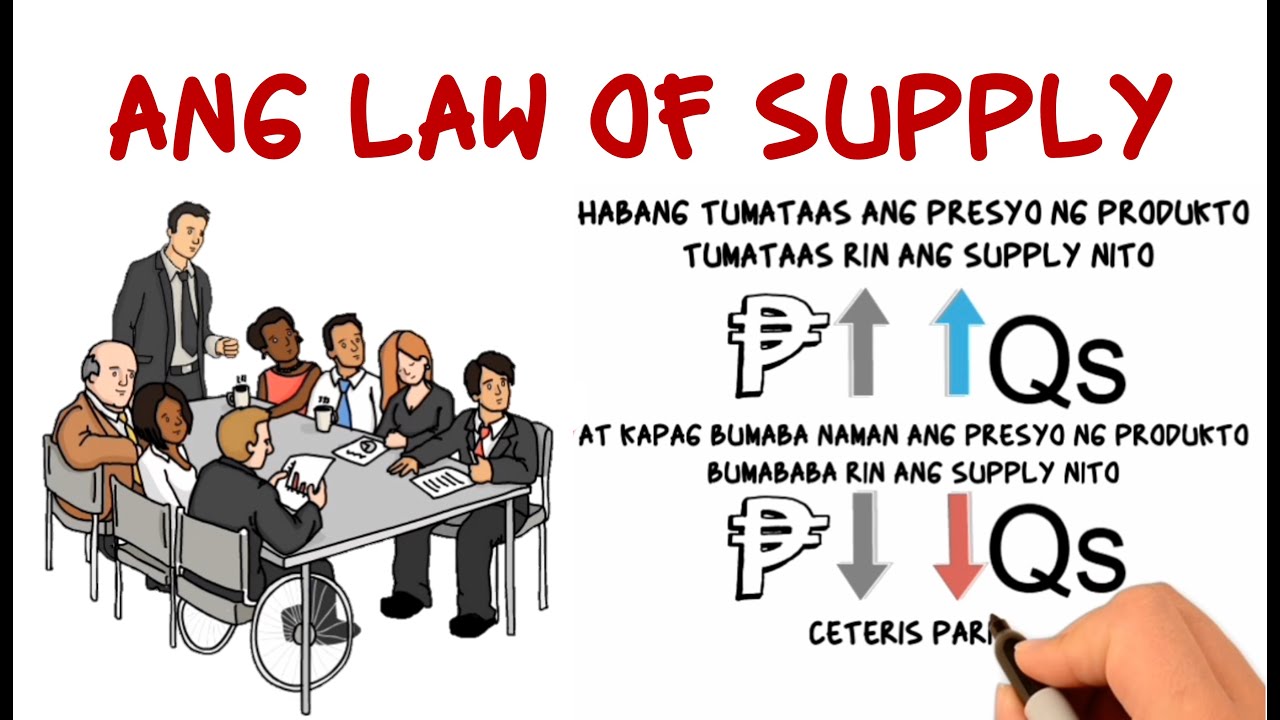 ANG LAW OF SUPPLY
HABANG TUMATAAS ANG PRESYO NG PRODUKTO
TUMATAAS RIN ANG SUPPLY NITO
₱ Qs
AT KAPAG BUMABA NAMAN ANG PRESYO NG PRODUKTO
BUMABABA RIN ANG SUPPLY NITO
₱ Qs
CETERIS PARI